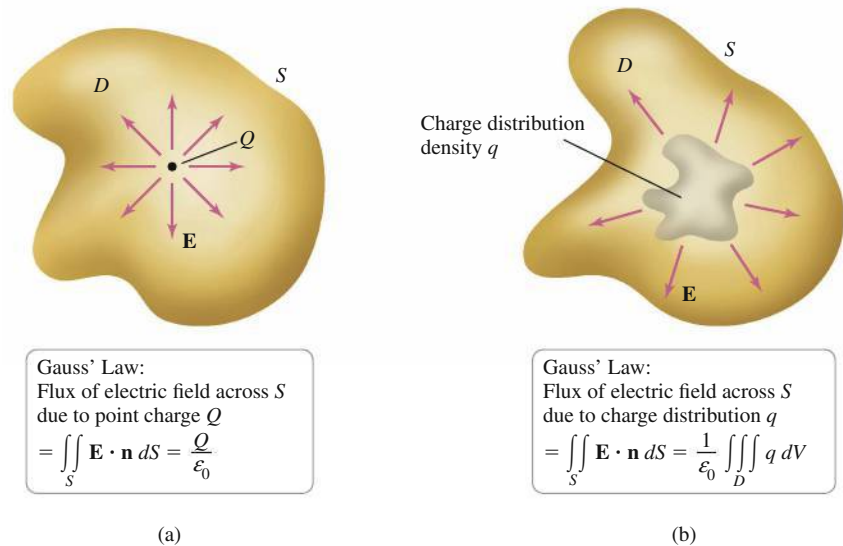 D
S
Q
E
Gauss’ Law:
Flux of electric field across S
due to point charge Q
= ∬_S E · n dS = Q/ε₀
(a)
D
S
Charge distribution
density q
E
Gauss’ Law:
Flux of electric field across S
due to charge distribution q
= ∬_S E · n dS = 1/ε₀ ∭_D q dV
(b)